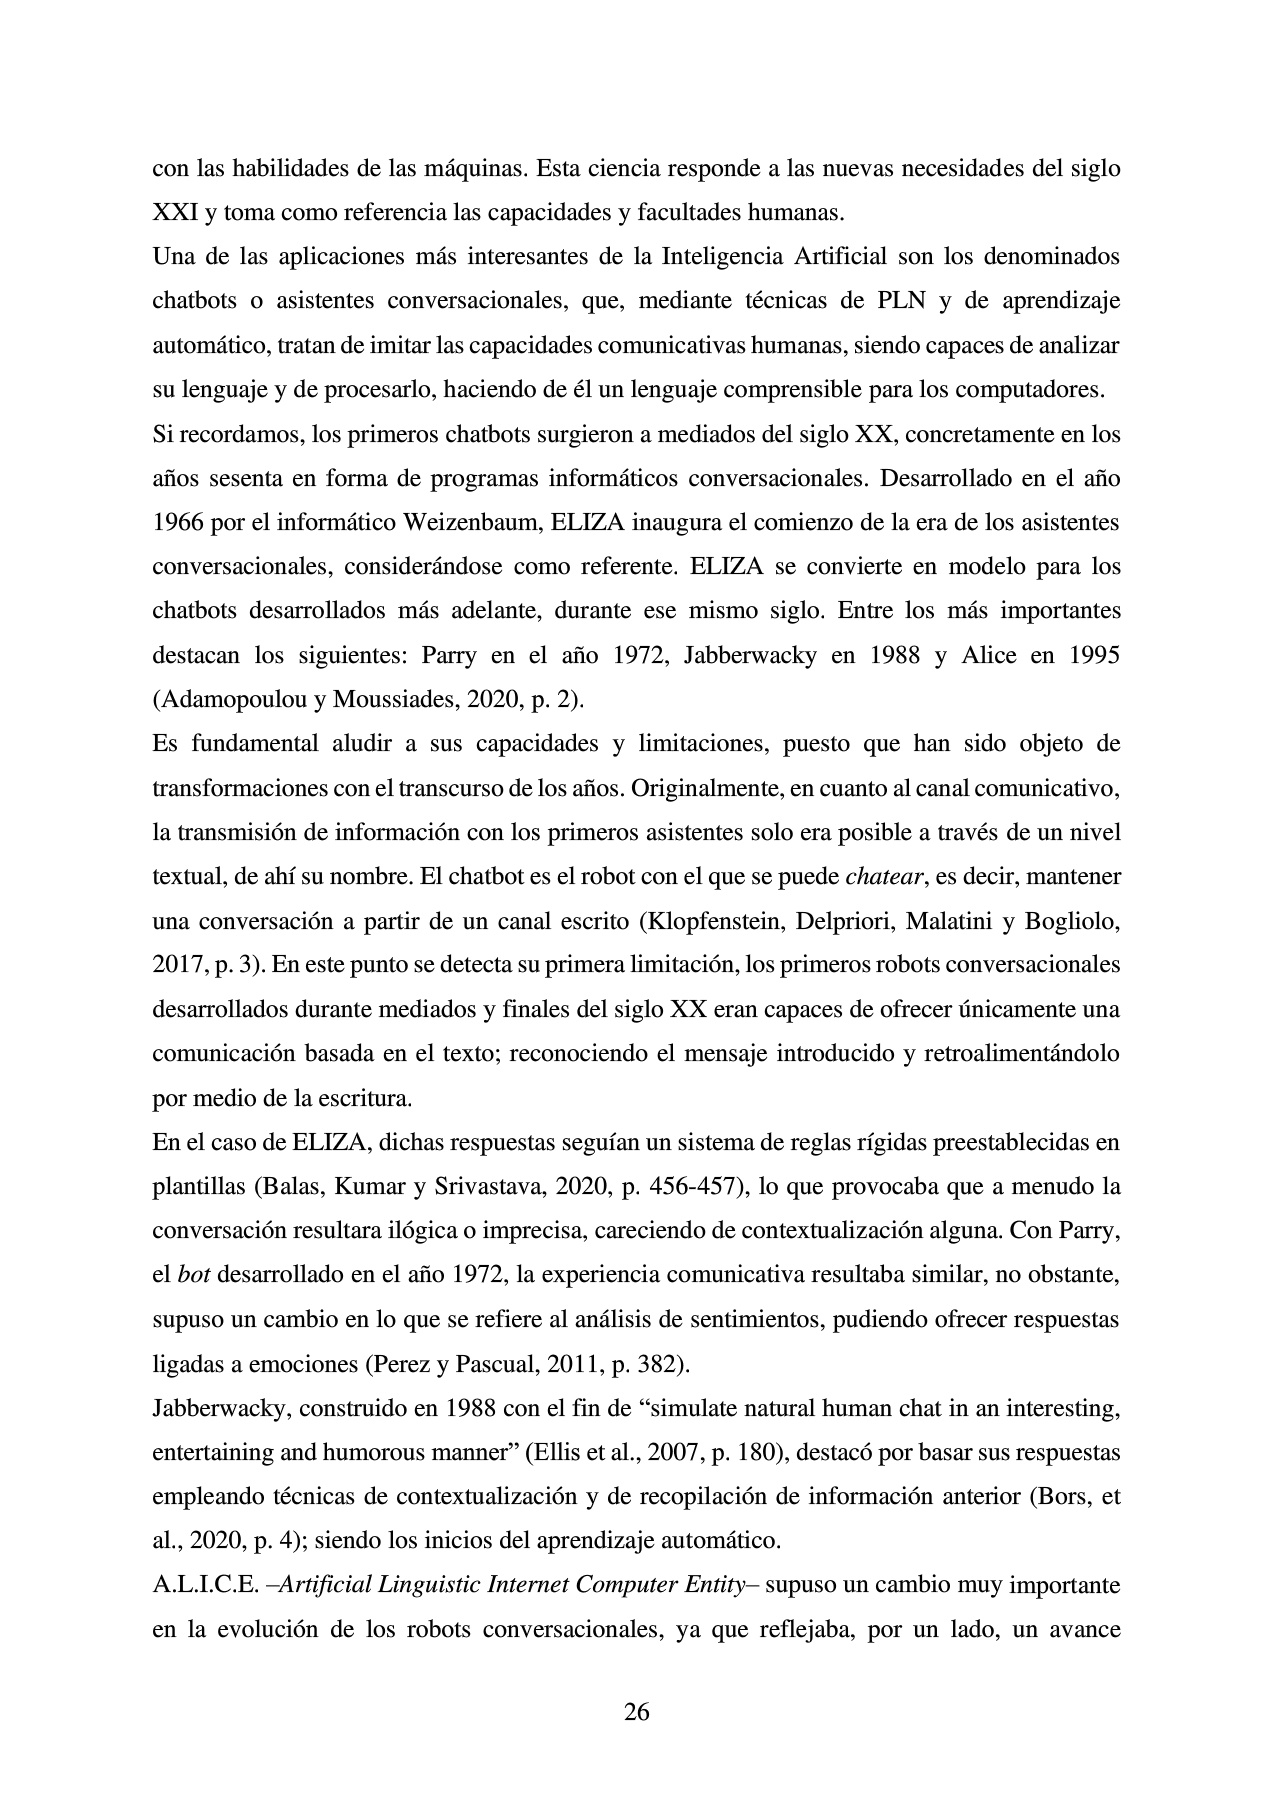 con las habilidades de las máquinas. Esta ciencia responde a las nuevas necesidades del siglo
XXI y toma como referencia las capacidades y facultades humanas.
Una de las aplicaciones más interesantes de la Inteligencia Artificial son los denominados
chatbots o asistentes conversacionales, que, mediante técnicas de PLN y de aprendizaje
automático, tratan de imitar las capacidades comunicativas humanas, siendo capaces de analizar
su lenguaje y de procesarlo, haciendo de él un lenguaje comprensible para los computadores.
Si recordamos, los primeros chatbots surgieron a mediados del siglo XX, concretamente en los
años sesenta en forma de programas informáticos conversacionales. Desarrollado en el año
1966 por el informático Weizenbaum, ELIZA inaugura el comienzo de la era de los asistentes
conversacionales, considerándose como referente. ELIZA se convierte en modelo para los
chatbots desarrollados más adelante, durante ese mismo siglo. Entre los más importantes
destacan los siguientes: Parry en el año 1972, Jabberwacky en 1988 y Alice en 1995
(Adamopoulou y Moussiades, 2020, p. 2).
Es fundamental aludir a sus capacidades y limitaciones, puesto que han sido objeto de
transformaciones con el transcurso de los años. Originalmente, en cuanto al canal comunicativo,
la transmisión de información con los primeros asistentes solo era posible a través de un nivel
textual, de ahí su nombre. El chatbot es el robot con el que se puede chatear, es decir, mantener
una conversación a partir de un canal escrito (Klopfenstein, Delpriori, Malatini y Bogliolo,
2017, p. 3). En este punto se detecta su primera limitación, los primeros robots conversacionales
desarrollados durante mediados y finales del siglo XX eran capaces de ofrecer únicamente una
comunicación basada en el texto; reconociendo el mensaje introducido y retroalimentándolo
por medio de la escritura.
En el caso de ELIZA, dichas respuestas seguían un sistema de reglas rígidas preestablecidas en
plantillas (Balas, Kumar y Srivastava, 2020, p. 456-457), lo que provocaba que a menudo la
conversación resultara ilógica o imprecisa, careciendo de contextualización alguna. Con Parry,
el bot desarrollado en el año 1972, la experiencia comunicativa resultaba similar, no obstante,
supuso un cambio en lo que se refiere al análisis de sentimientos, pudiendo ofrecer respuestas
ligadas a emociones (Perez y Pascual, 2011, p. 382).
Jabberwacky, construido en 1988 con el fin de “simulate natural human chat in an interesting,
entertaining and humorous manner” (Ellis et al., 2007, p. 180), destacó por basar sus respuestas
empleando técnicas de contextualización y de recopilación de información anterior (Bors, et
al., 2020, p. 4); siendo los inicios del aprendizaje automático.
A.L.I.C.E. –Artificial Linguistic Internet Computer Entity– supuso un cambio muy importante
en la evolución de los robots conversacionales, ya que reflejaba, por un lado, un avance
26